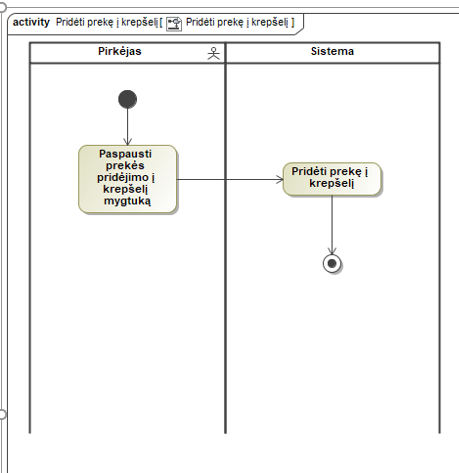 activity Pridėti prekę į krepšelį[ Pridėti prekę į krepšelį ]
Pirkėjas
Sistema
Paspausti
prekės
pridėjimo į
krepšelį
mygtuką
Pridėti prekę į
krepšelį